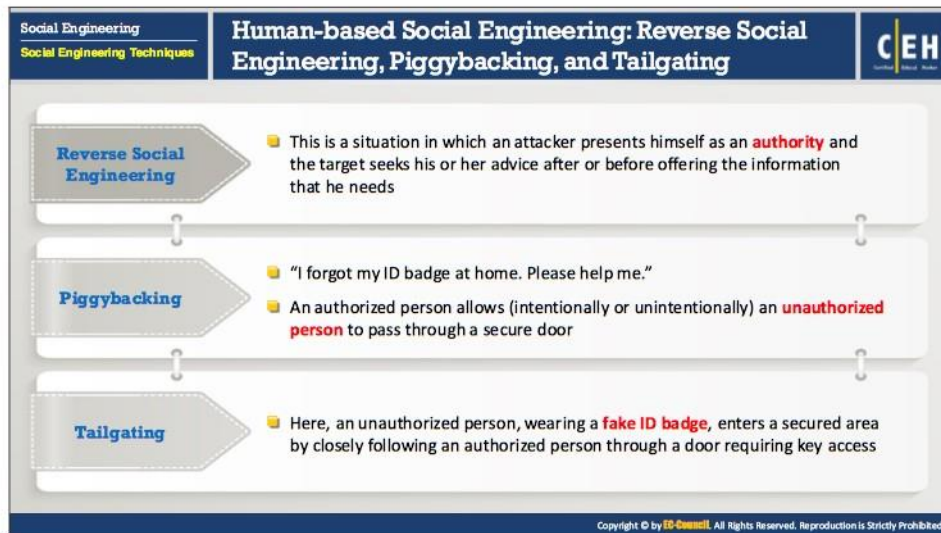 Social Engineering
Social Engineering Techniques
Human-based Social Engineering: Reverse Social
Engineering, Piggybacking, and Tailgating
C|EH
Reverse Social
Engineering
This is a situation in which an attacker presents himself as an authority and
the target seeks his or her advice after or before offering the information
that he needs
Piggybacking
“I forgot my ID badge at home. Please help me.”
An authorized person allows (intentionally or unintentionally) an unauthorized
person to pass through a secure door
Tailgating
Here, an unauthorized person, wearing a fake ID badge, enters a secured area
by closely following an authorized person through a door requiring key access
Copyright © by EC-Council. All Rights Reserved. Reproduction is Strictly Prohibited